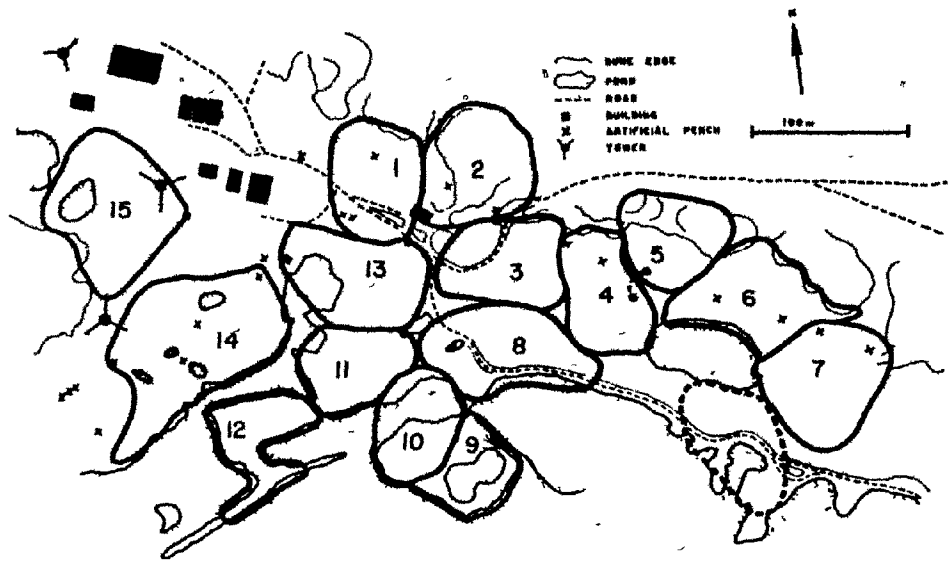 N
DUNE EDGE
POND
ROAD
BUILDING
ARTIFICIAL PERCH
TOWER
100 m
1
2
15
13
3
5
4
6
14
8
11
7
12
10
9